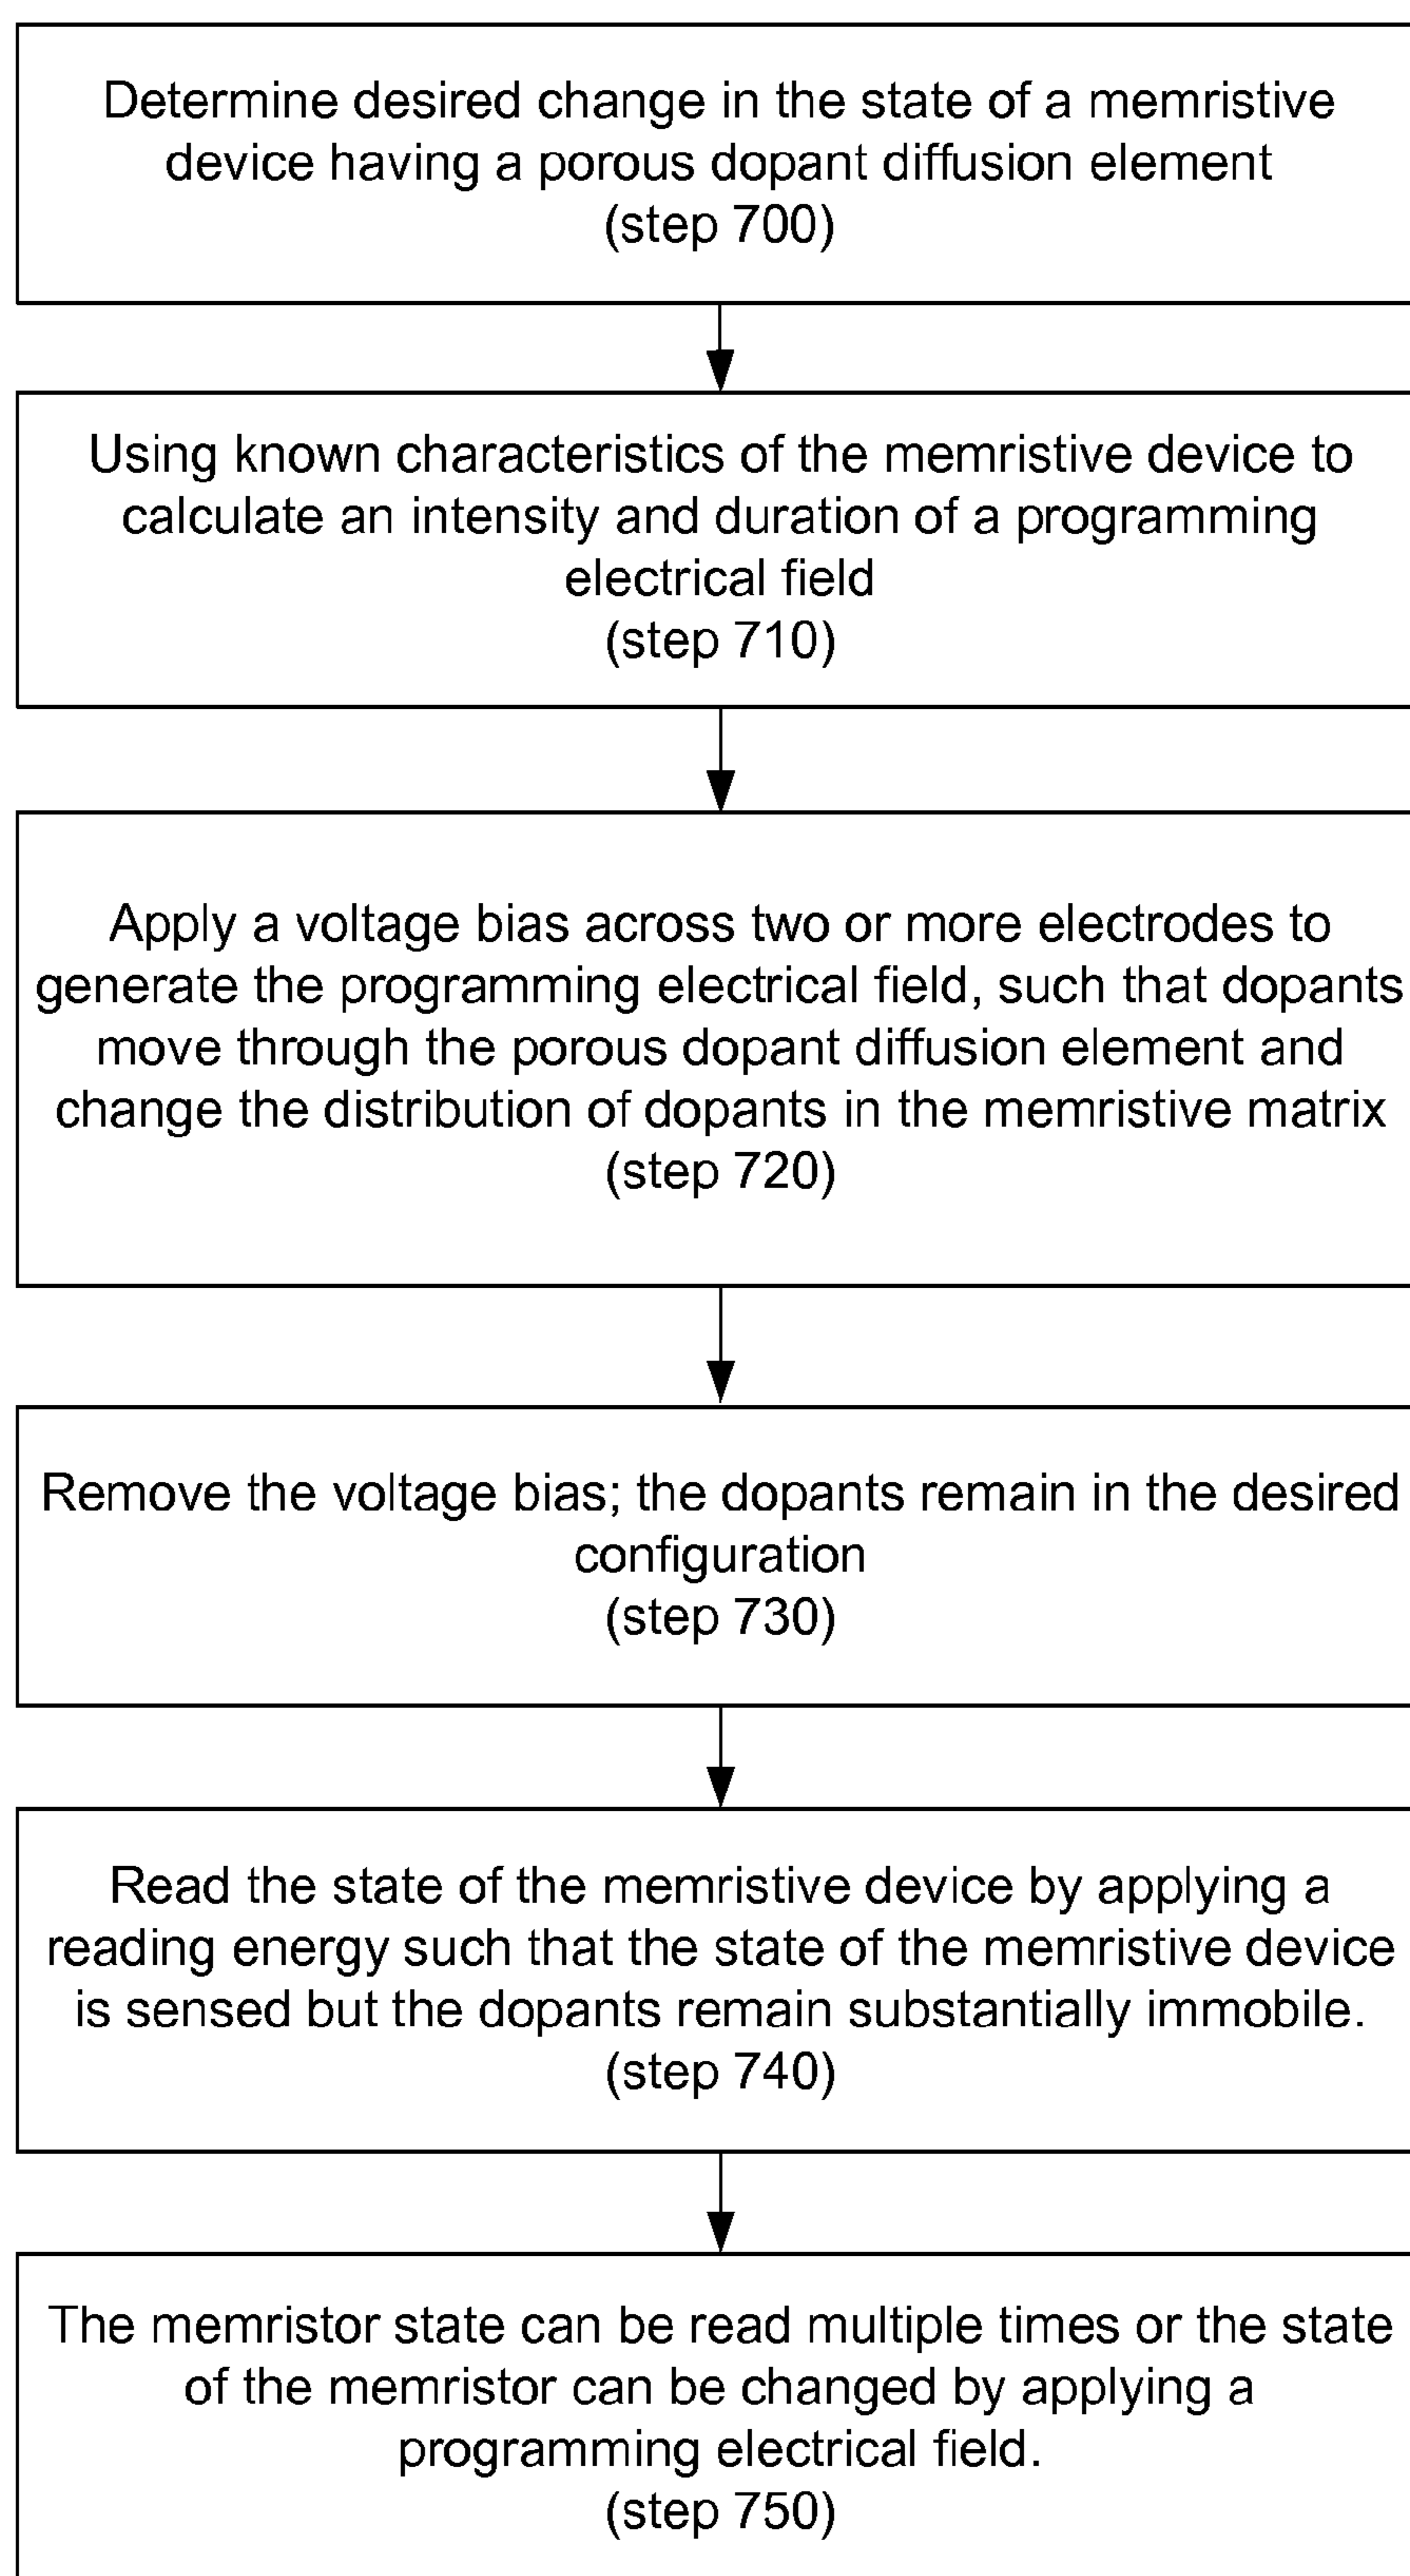 Determine desired change in the state of a memristive
device having a porous dopant diffusion element
(step 700)
Using known characteristics of the memristive device to
calculate an intensity and duration of a programming
electrical field
(step 710)
Apply a voltage bias across two or more electrodes to
generate the programming electrical field, such that dopants
move through the porous dopant diffusion element and
change the distribution of dopants in the memristive matrix
(step 720)
Remove the voltage bias; the dopants remain in the desired
configuration
(step 730)
Read the state of the memristive device by applying a
reading energy such that the state of the memristive device
is sensed but the dopants remain substantially immobile.
(step 740)
The memristor state can be read multiple times or the state
of the memristor can be changed by applying a
programming electrical field.
(step 750)